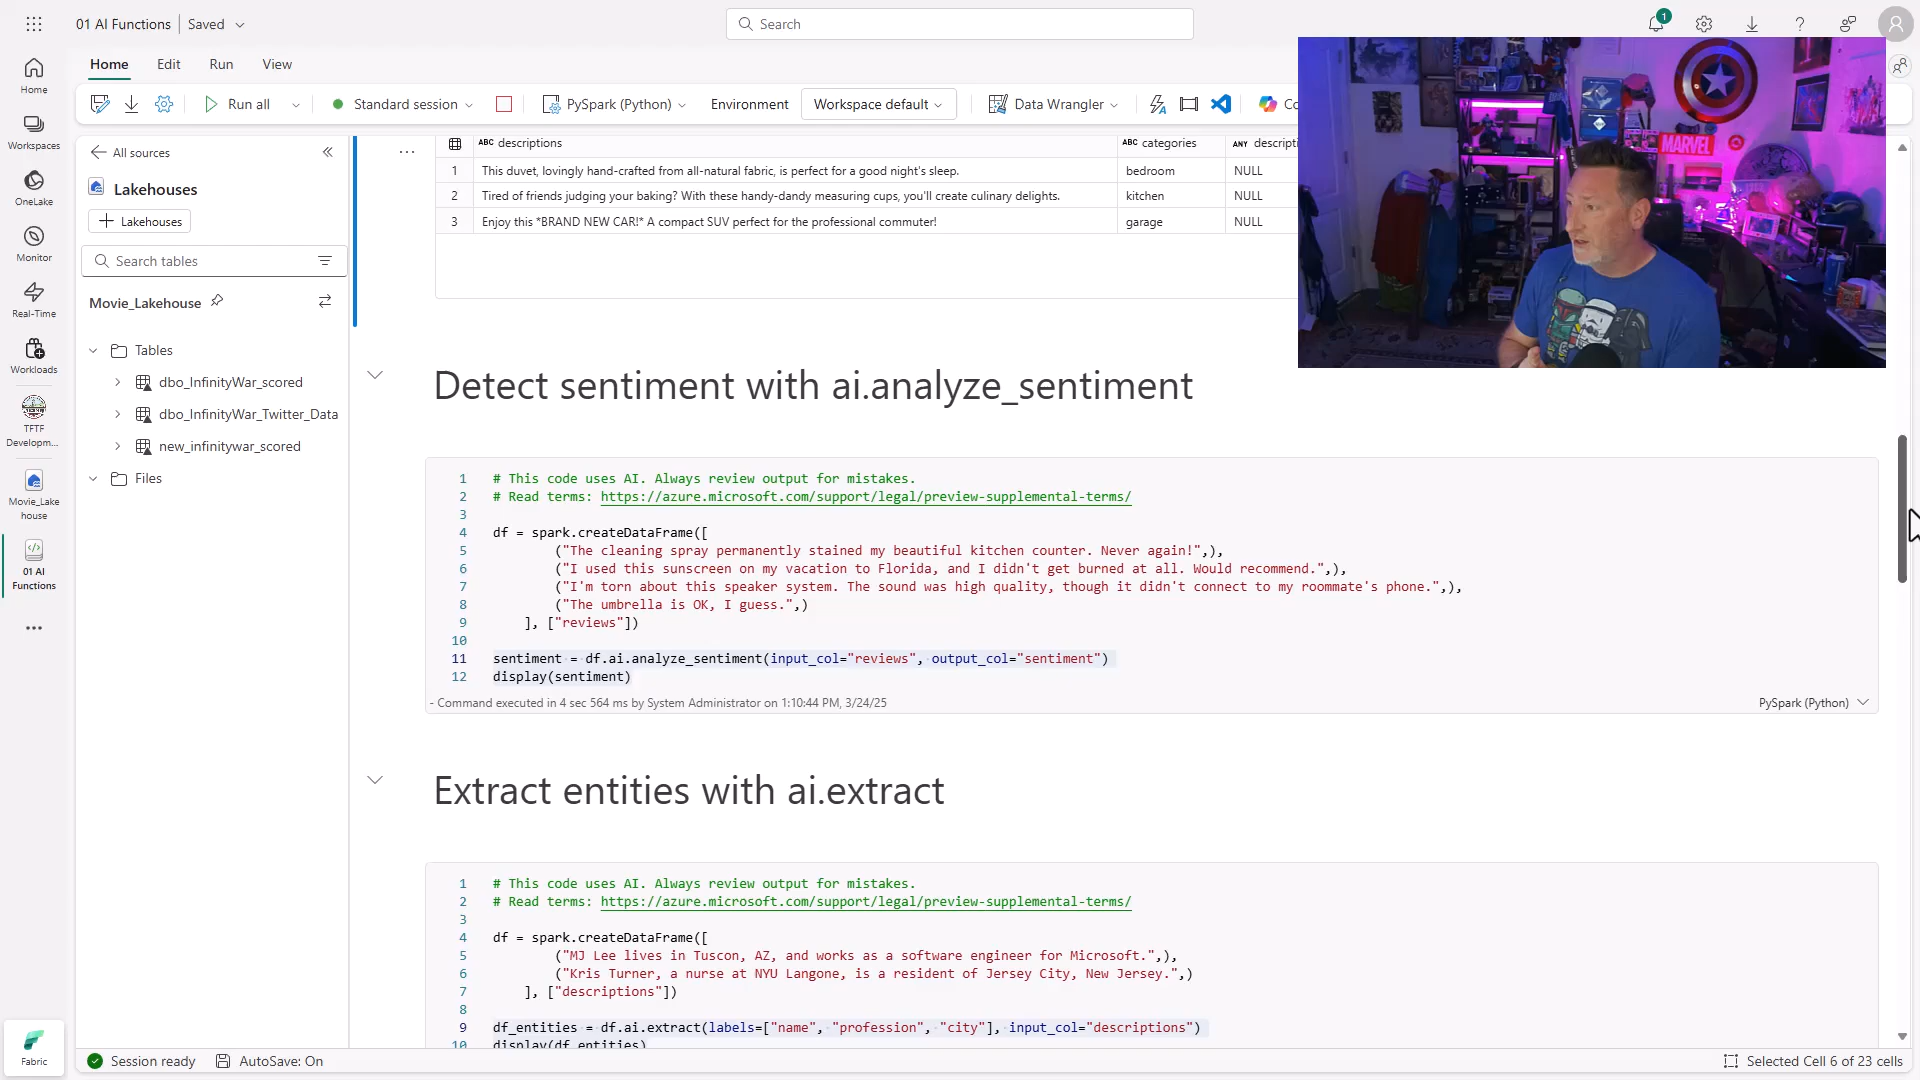 01 AI Functions
Saved
Search
1
Home
Edit
Run
View
Run all
Standard session
PySpark (Python)
Environment
Workspace default
Data Wrangler
Co
Home
Workspaces
OneLake
Monitor
Real-Time
Workloads
TFTF
Developm...
Movie_Lake
house
01 AI
Functions
Fabric
All sources
Lakehouses
Lakehouses
Search tables
Movie_Lakehouse
Tables
dbo_InfinityWar_scored
dbo_InfinityWar_Twitter_Data
new_infinitywar_scored
Files
ABC descriptions
ABC categories
ANY descripti
1 This duvet, lovingly hand-crafted from all-natural fabric, is perfect for a good night's sleep. bedroom NULL
2 Tired of friends judging your baking? With these handy-dandy measuring cups, you'll create culinary delights. kitchen NULL
3 Enjoy this *BRAND NEW CAR!* A compact SUV perfect for the professional commuter! garage NULL
MARVEL
Detect sentiment with ai.analyze_sentiment
1 # This code uses AI. Always review output for mistakes.
2 # Read terms: https://azure.microsoft.com/support/legal/preview-supplemental-terms/
3
4 df = spark.createDataFrame([
5 ("The cleaning spray permanently stained my beautiful kitchen counter. Never again!",),
6 ("I used this sunscreen on my vacation to Florida, and I didn't get burned at all. Would recommend.",),
7 ("I'm torn about this speaker system. The sound was high quality, though it didn't connect to my roommate's phone.",),
8 ("The umbrella is OK, I guess.",)
9 ], ["reviews"])
10
11 sentiment = df.ai.analyze_sentiment(input_col="reviews", output_col="sentiment")
12 display(sentiment)
- Command executed in 4 sec 564 ms by System Administrator on 1:10:44 PM, 3/24/25
PySpark (Python)
Extract entities with ai.extract
1 # This code uses AI. Always review output for mistakes.
2 # Read terms: https://azure.microsoft.com/support/legal/preview-supplemental-terms/
3
4 df = spark.createDataFrame([
5 ("MJ Lee lives in Tuscon, AZ, and works as a software engineer for Microsoft.",),
6 ("Kris Turner, a nurse at NYU Langone, is a resident of Jersey City, New Jersey.",)
7 ], ["descriptions"])
8
9 df_entities = df.ai.extract(labels=["name", "profession", "city"], input_col="descriptions")
10 display(df_entities)
Session ready
AutoSave: On
Selected Cell 6 of 23 cells